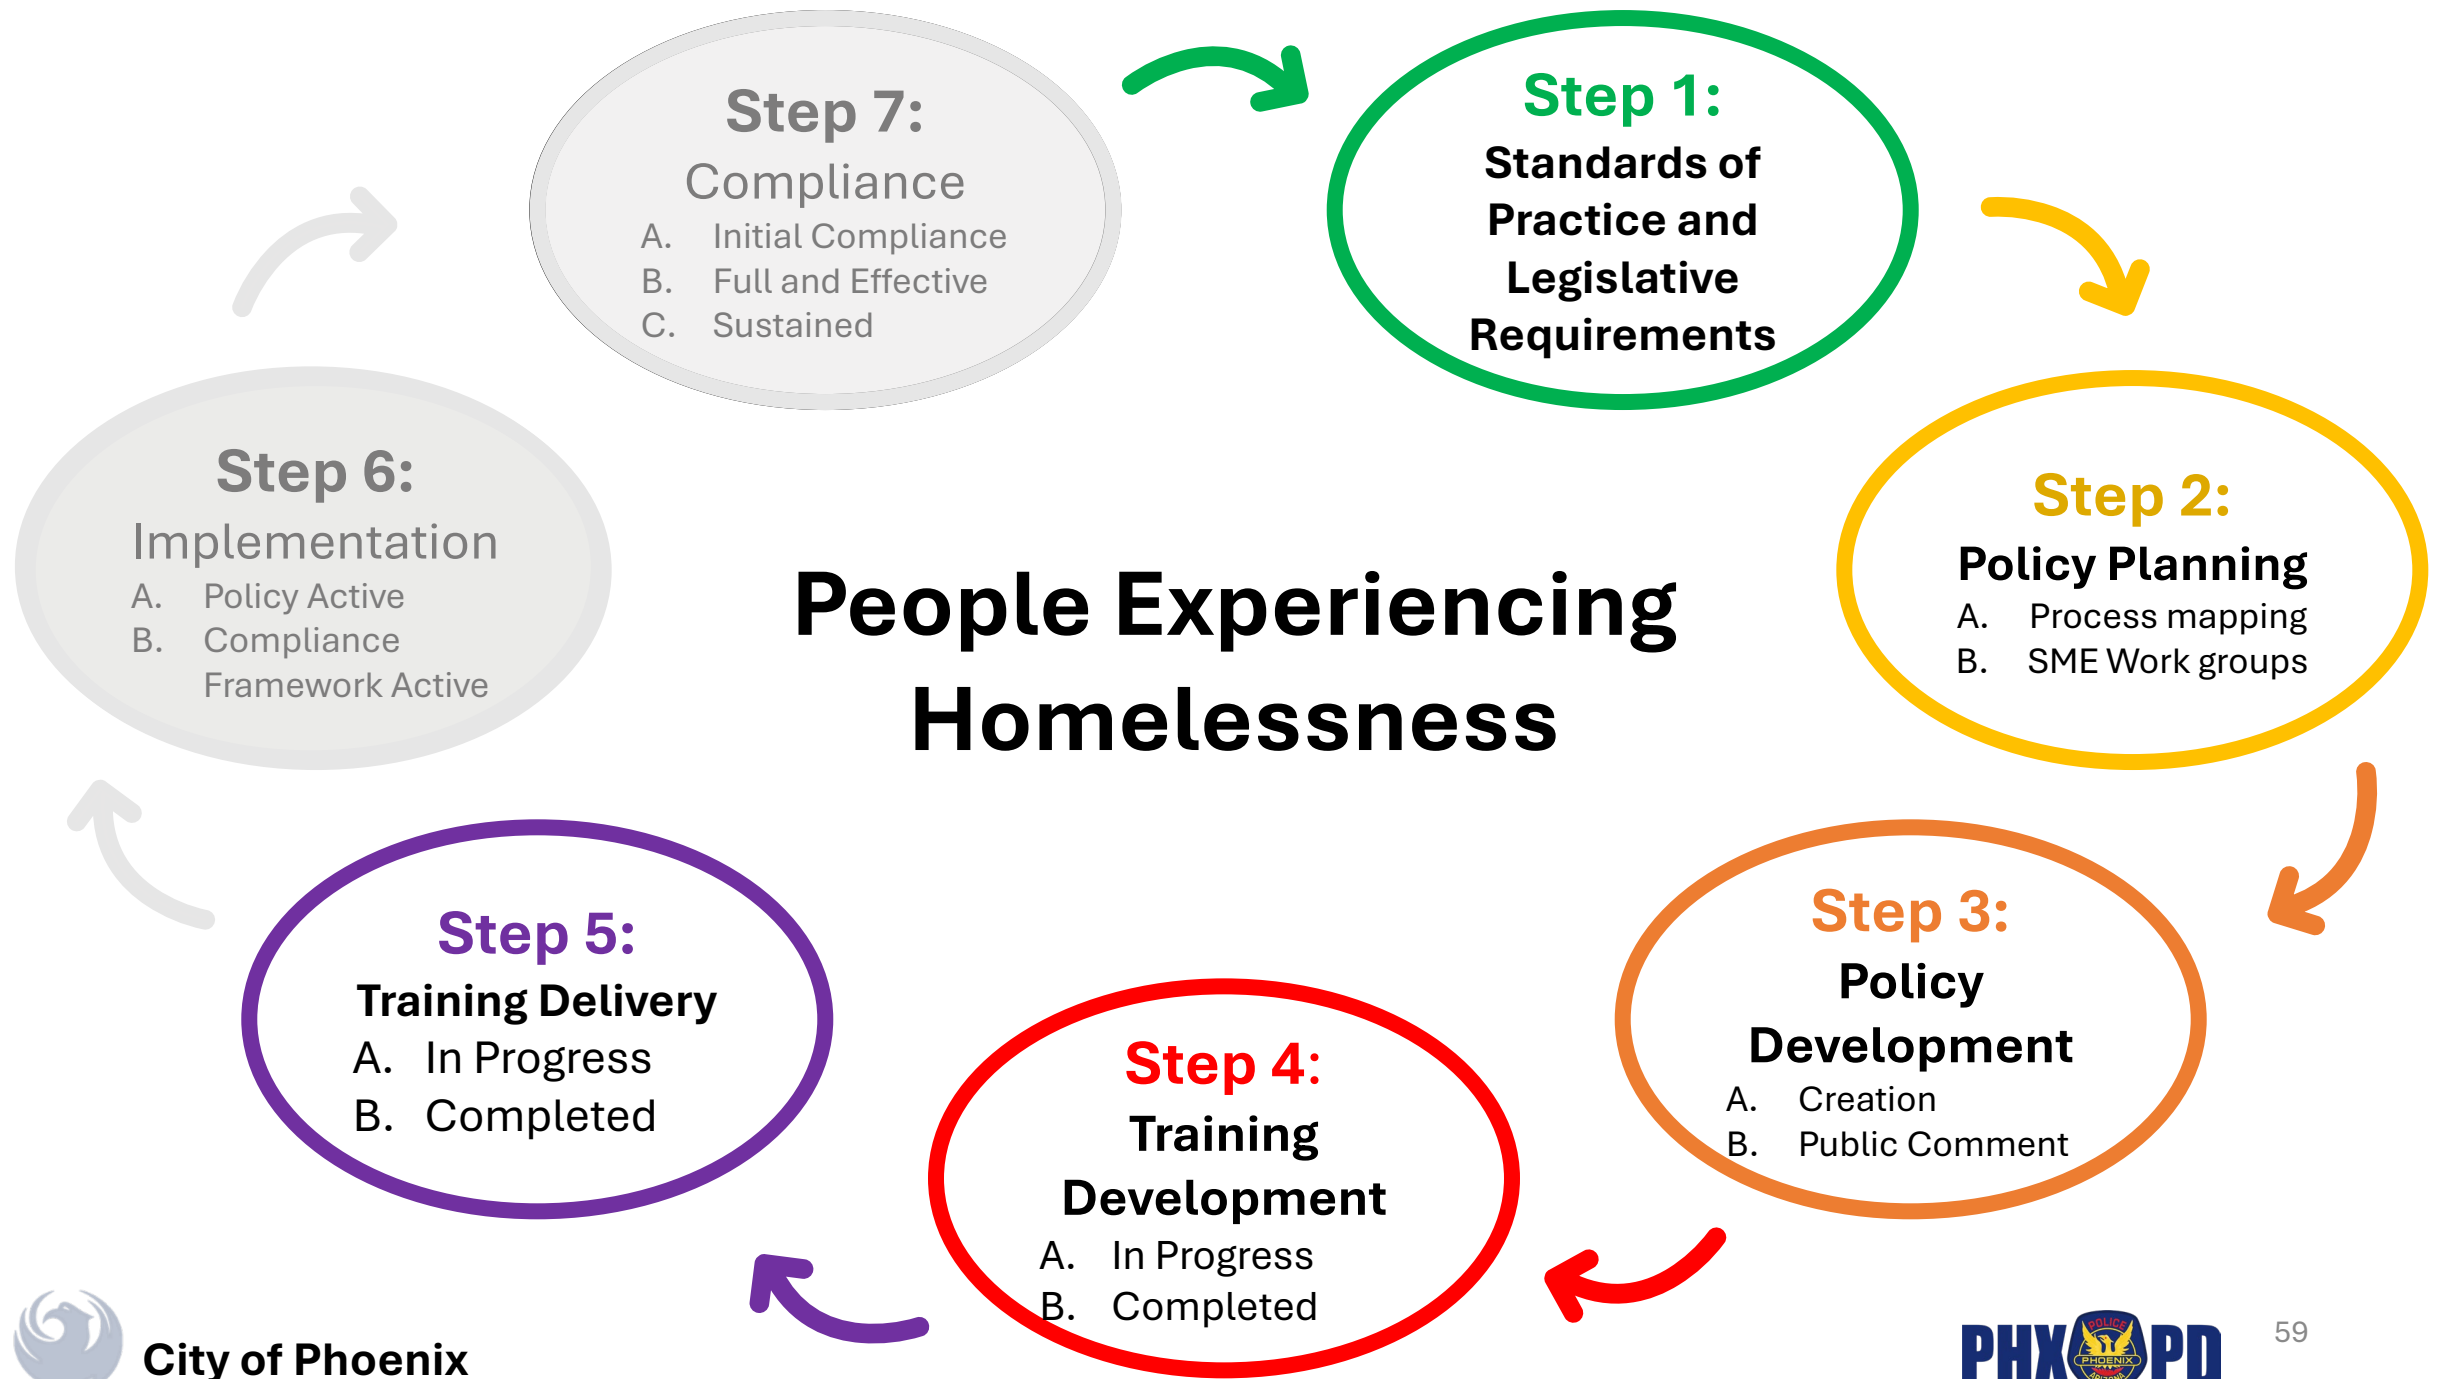 Step 7:
Compliance
A. Initial Compliance
B. Full and Effective
C. Sustained
Step 1:
Standards of
Practice and
Legislative
Requirements
Step 6:
Implementation
A. Policy Active
B. Compliance
Framework Active
People Experiencing
Homelessness
Step 2:
Policy Planning
A. Process mapping
B. SME Work groups
Step 5:
Training Delivery
A. In Progress
B. Completed
Step 4:
Training
Development
A. In Progress
B. Completed
Step 3:
Policy
Development
A. Creation
B. Public Comment
City of Phoenix
PHX PD
POLICE
PHOENIX
ARIZONA
59